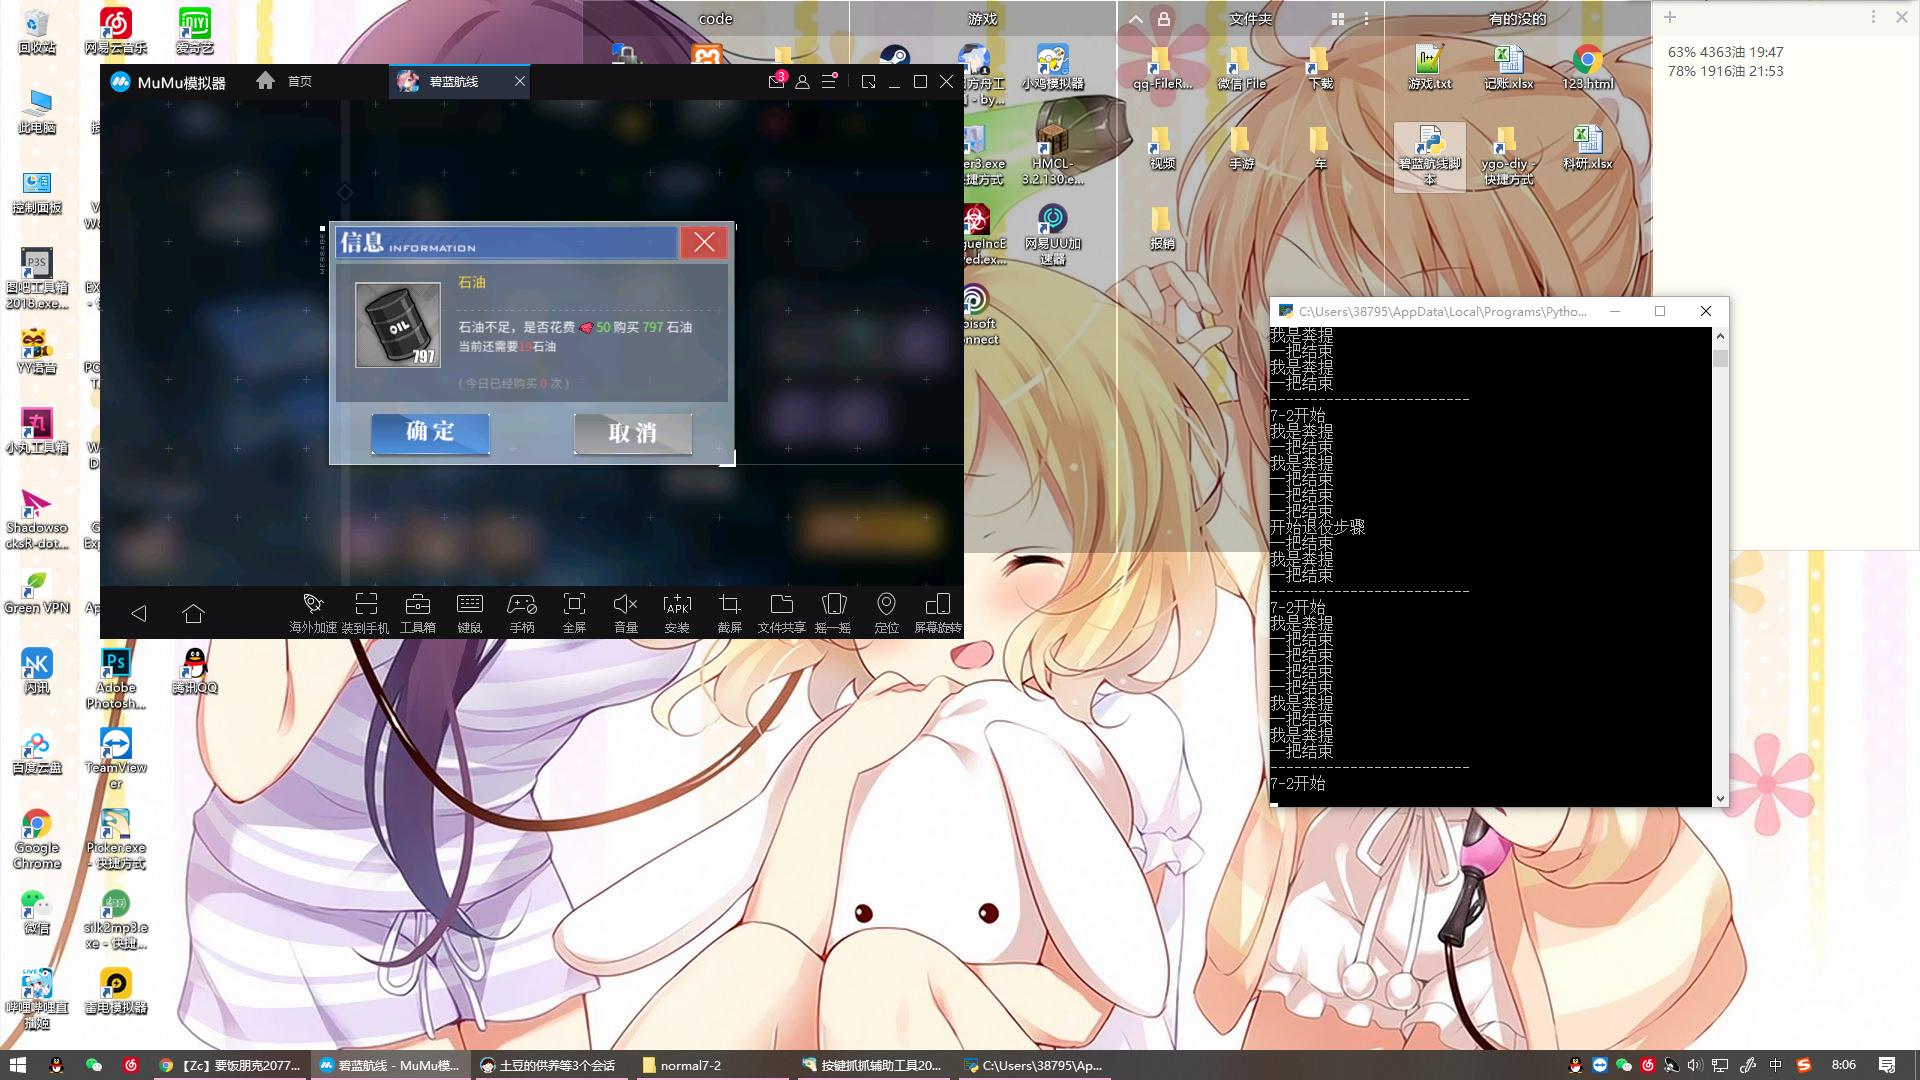 回收站
网易云音乐
爱奇艺
此电脑
控制面板
图吧工具箱
2018.exe...
YY语音
小丸工具箱
Shadowso
cksR-dot...
Green VPN
闪讯
Adobe
Photosh...
腾讯QQ
百度云盘
TeamView
er
Google
Chrome
Picker.exe
- 快捷方式
微信
silk2mp3.e
xe - 快捷...
哔哩哔哩直
播姬
雷电模拟器
code
游戏
文件夹
有的没的
小鸡模拟器
HMCL-
3.2.130.e...
网易UU加
速器
qq-FileR...
微信 File
下载
视频
手游
车
报销
游戏.txt
记账.xlsx
123.html
碧蓝航线脚
本
ygo-diy -
快捷方式
科研.xlsx
63% 4363油 19:47
78% 1916油 21:53
MuMu模拟器
首页
碧蓝航线
3
信息 INFORMATION
MESSAGE
石油
OIL
797
石油不足，是否花费 50 购买 797 石油
当前还需要19石油
( 今日已经购买 0 次 )
确定
取消
海外加速
装到手机
工具箱
键鼠
手柄
全屏
音量
APK
安装
截屏
文件共享
摇一摇
定位
屏幕旋转
C:\Users\38795\AppData\Local\Programs\Pytho...
我是粪提
一把结束
我是粪提
一把结束
-------------------------
7-2开始
我是粪提
一把结束
我是粪提
一把结束
一把结束
一把结束
开始退役步骤
一把结束
我是粪提
一把结束
-------------------------
7-2开始
我是粪提
一把结束
一把结束
一把结束
一把结束
我是粪提
一把结束
我是粪提
一把结束
-------------------------
7-2开始
【Zc】要饭朋克2077...
碧蓝航线 - MuMu模...
土豆的供养等3个会话
normal7-2
按键抓抓辅助工具20...
C:\Users\38795\Ap...
中
8:06